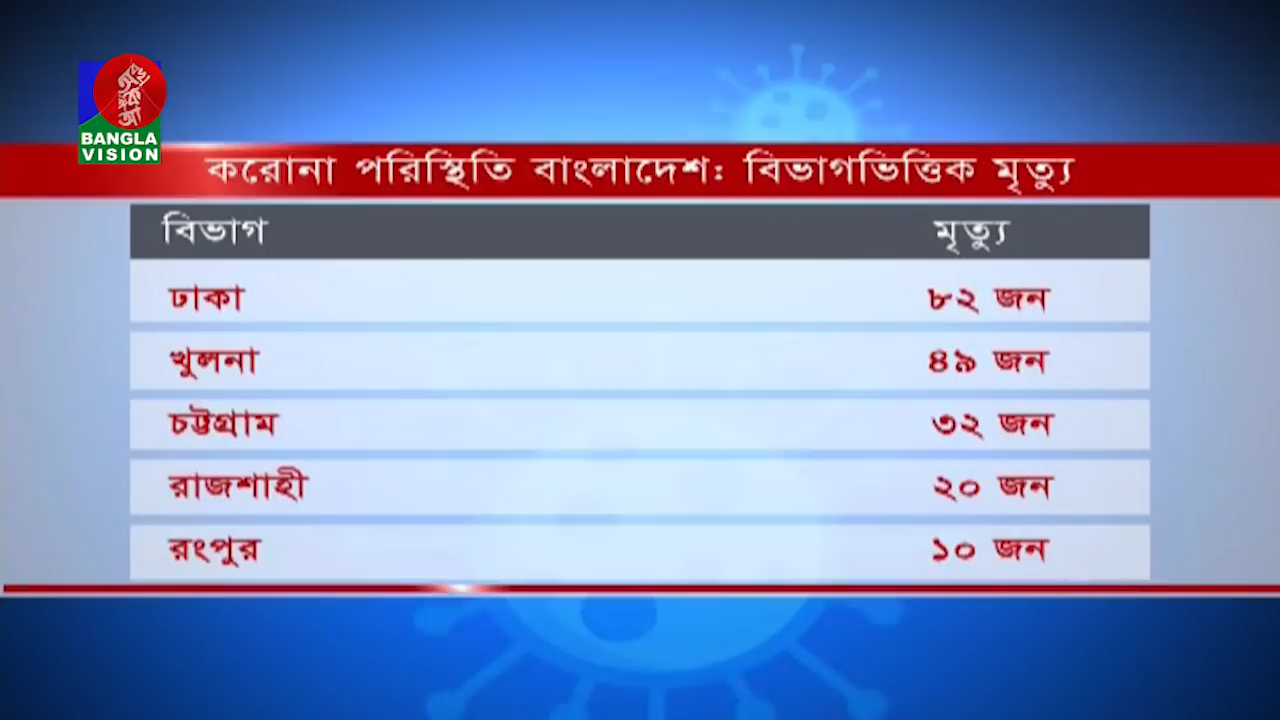 BANGLA
VISION
করোনা পরিস্থিতি বাংলাদেশ: বিভাগভিত্তিক মৃত্যু
বিভাগ মৃত্যু
ঢাকা ৮২ জন
খুলনা ৪৯ জন
চট্টগ্রাম ৩২ জন
রাজশাহী ২০ জন
রংপুর ১০ জন